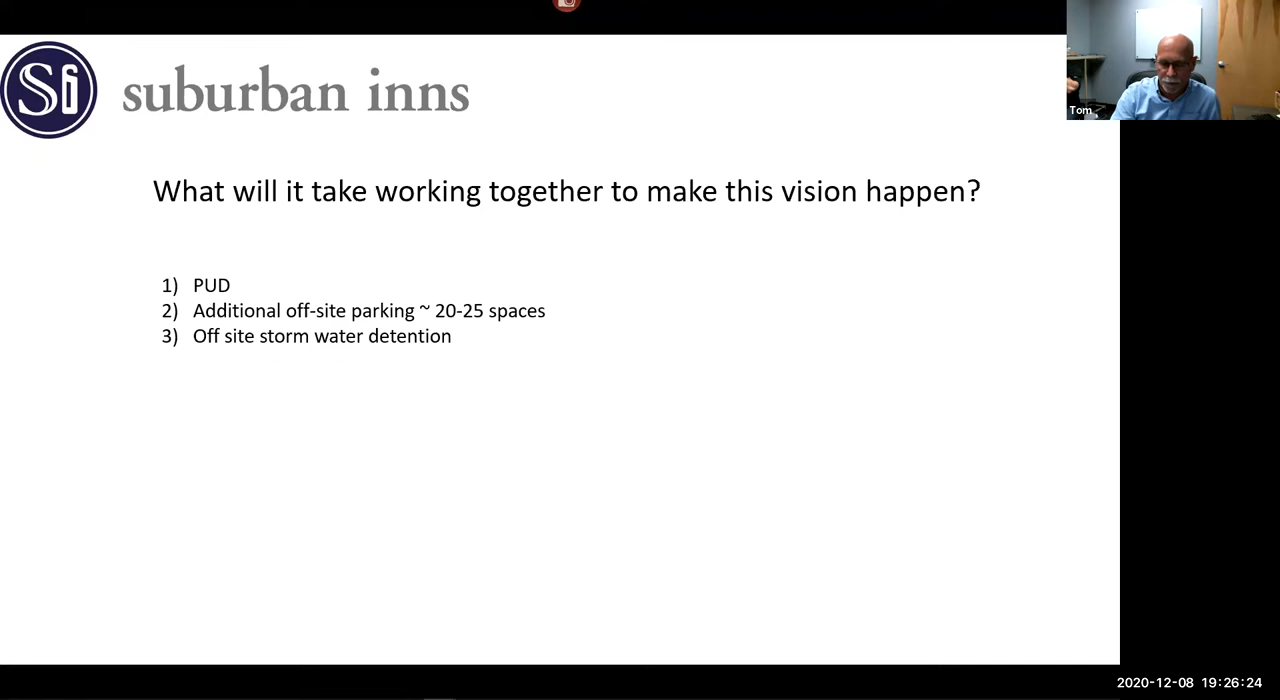 Si
suburban inns
Tom
What will it take working together to make this vision happen?
1) PUD
2) Additional off-site parking ~ 20-25 spaces
3) Off site storm water detention
2020-12-08 19:26:24